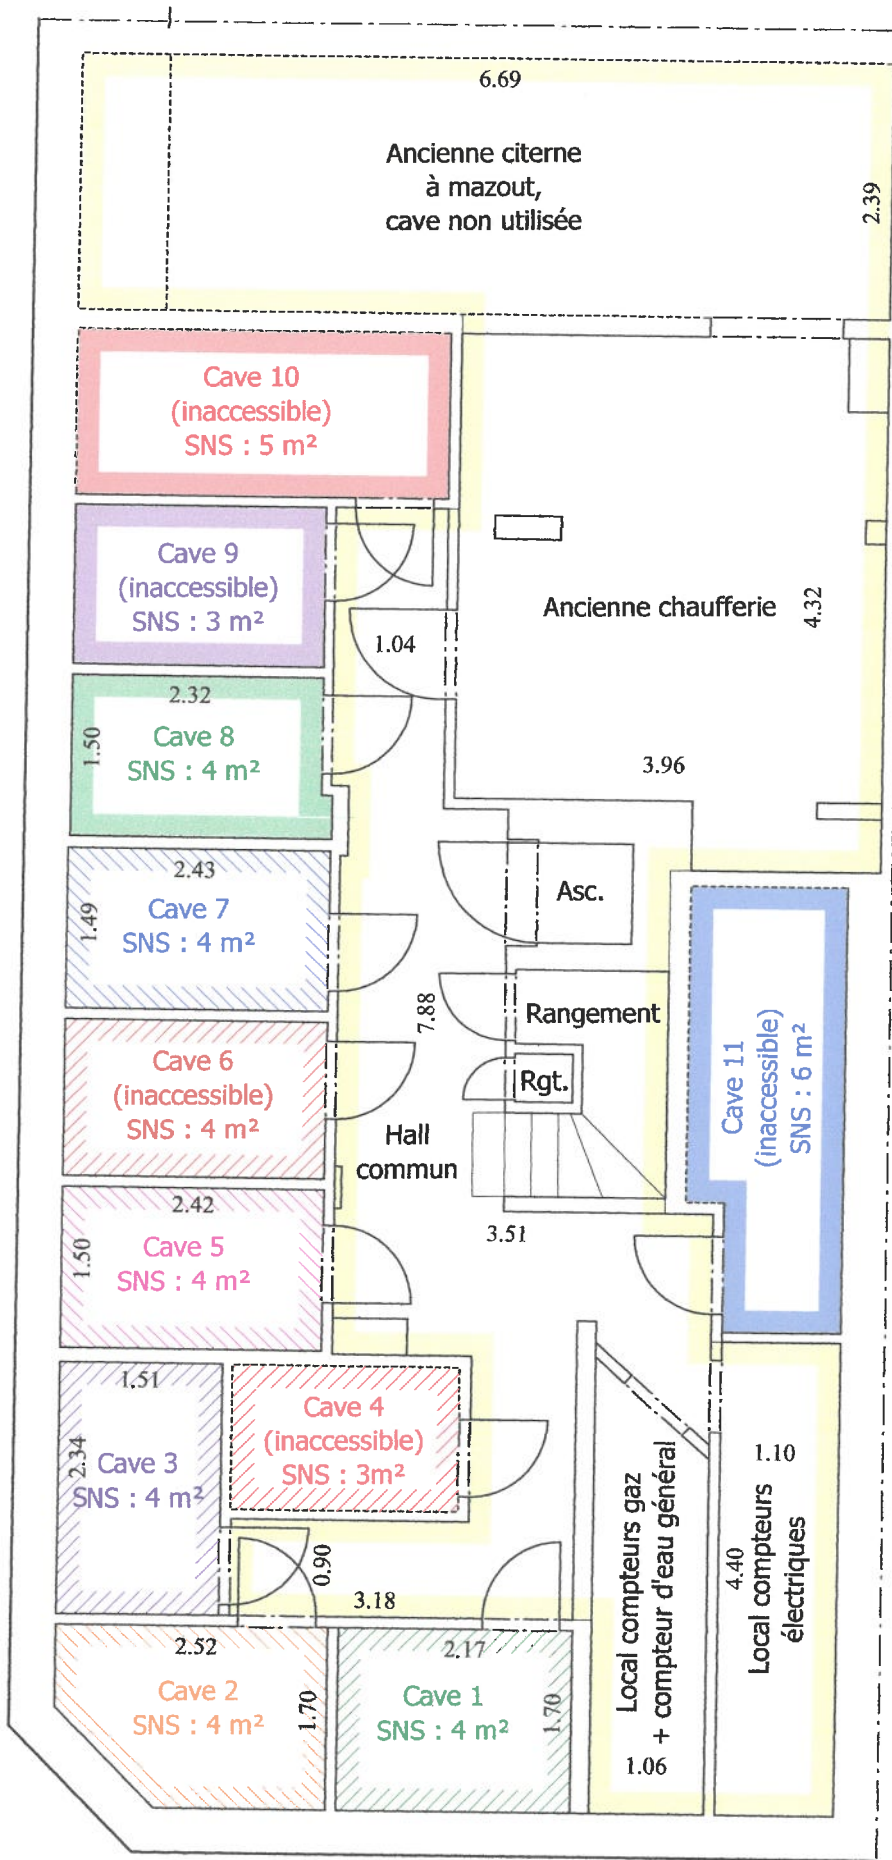 6.69
Ancienne citerne
à mazout,
cave non utilisée
2.39
Cave 10
(inaccessible)
SNS : 5 m²
Cave 9
(inaccessible)
SNS : 3 m²
Ancienne chaufferie
4.32
1.04
2.32
1.50
Cave 8
SNS : 4 m²
3.96
2.43
1.49
Cave 7
SNS : 4 m²
Asc.
7.88
Rangement
Rgt.
Cave 11
(inaccessible)
SNS : 6 m²
Cave 6
(inaccessible)
SNS : 4 m²
Hall
commun
2.42
1.50
Cave 5
SNS : 4 m²
3.51
1.51
2.34
Cave 3
SNS : 4 m²
Cave 4
(inaccessible)
SNS : 3m²
0.90
3.18
Local compteurs gaz
+ compteur d'eau général
1.06
1.10
4.40
Local compteurs
électriques
2.52
Cave 2
SNS : 4 m²
1.70
2.17
Cave 1
SNS : 4 m²
1.70